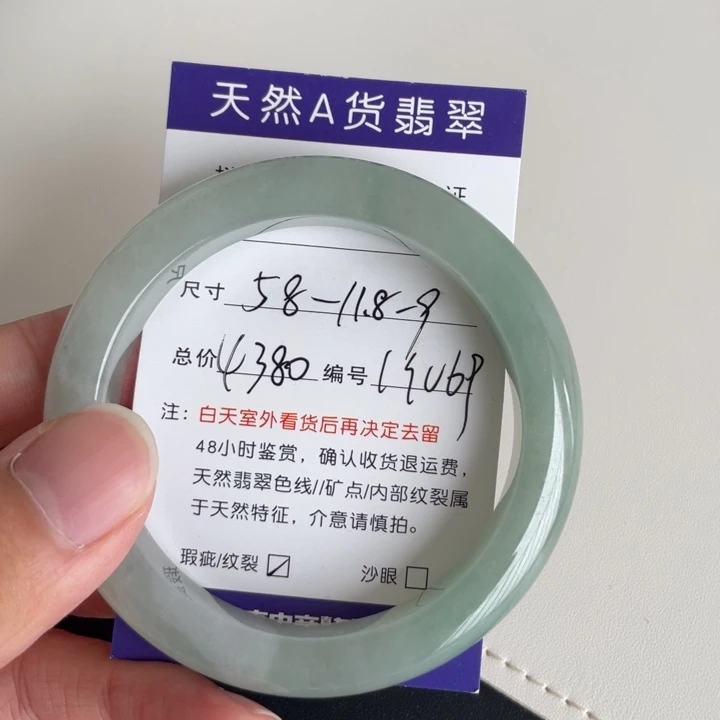 天然A货翡翠
证
尺寸 58-11.8-9
总价 4380 编号
注：白天室外看货后再决定去留
48小时鉴赏，确认收货退运费，
天然翡翠色线//矿点/内部纹裂属
于天然特征，介意请慎拍。
瑕疵/纹裂 沙眼